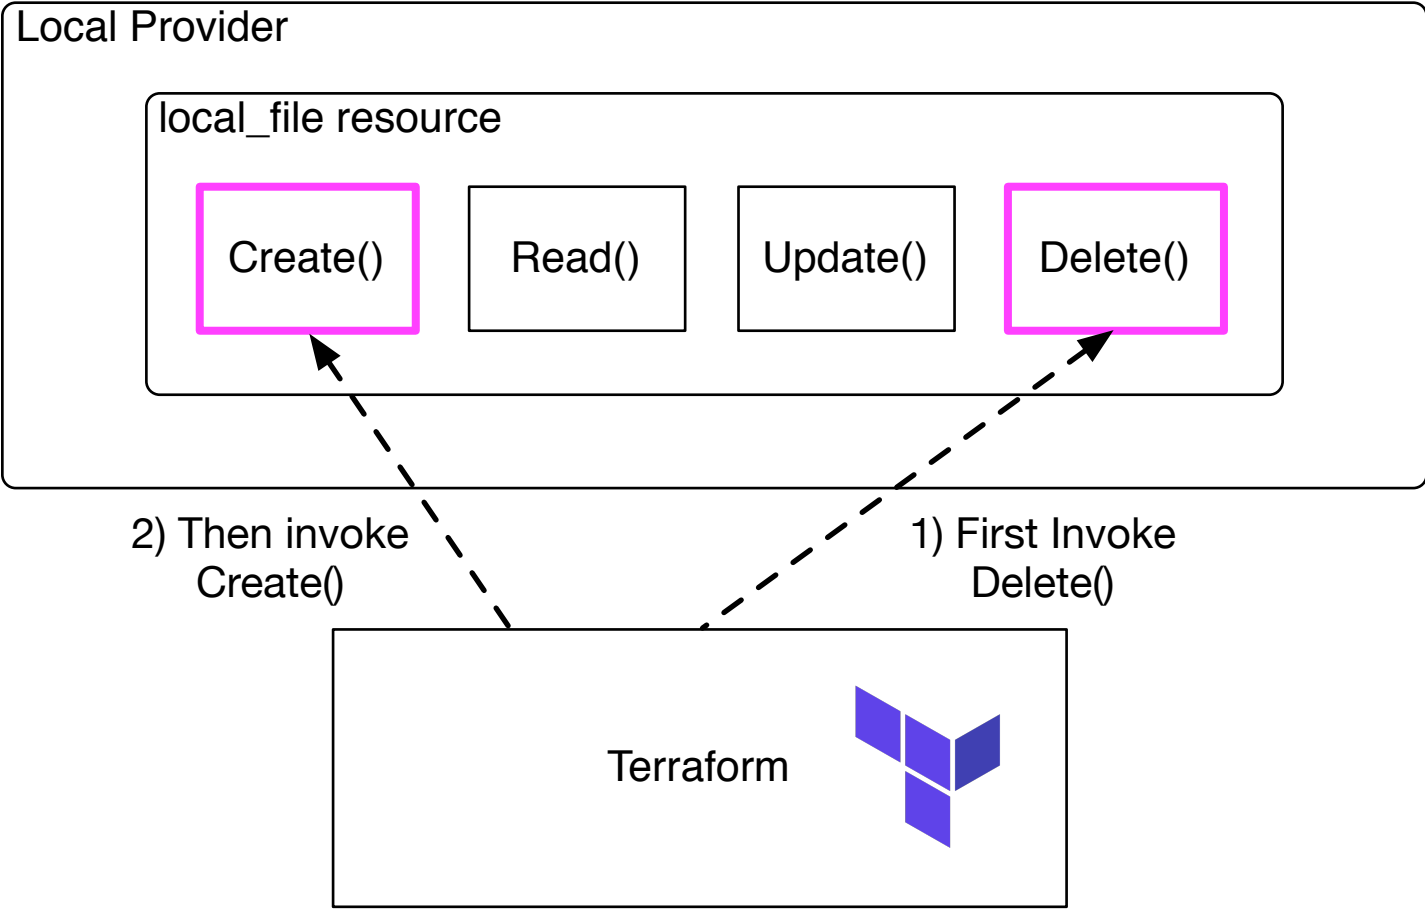 Local Provider
local_file resource
Create()
Read()
Update()
Delete()
2) Then invoke
Create()
1) First Invoke
Delete()
Terraform